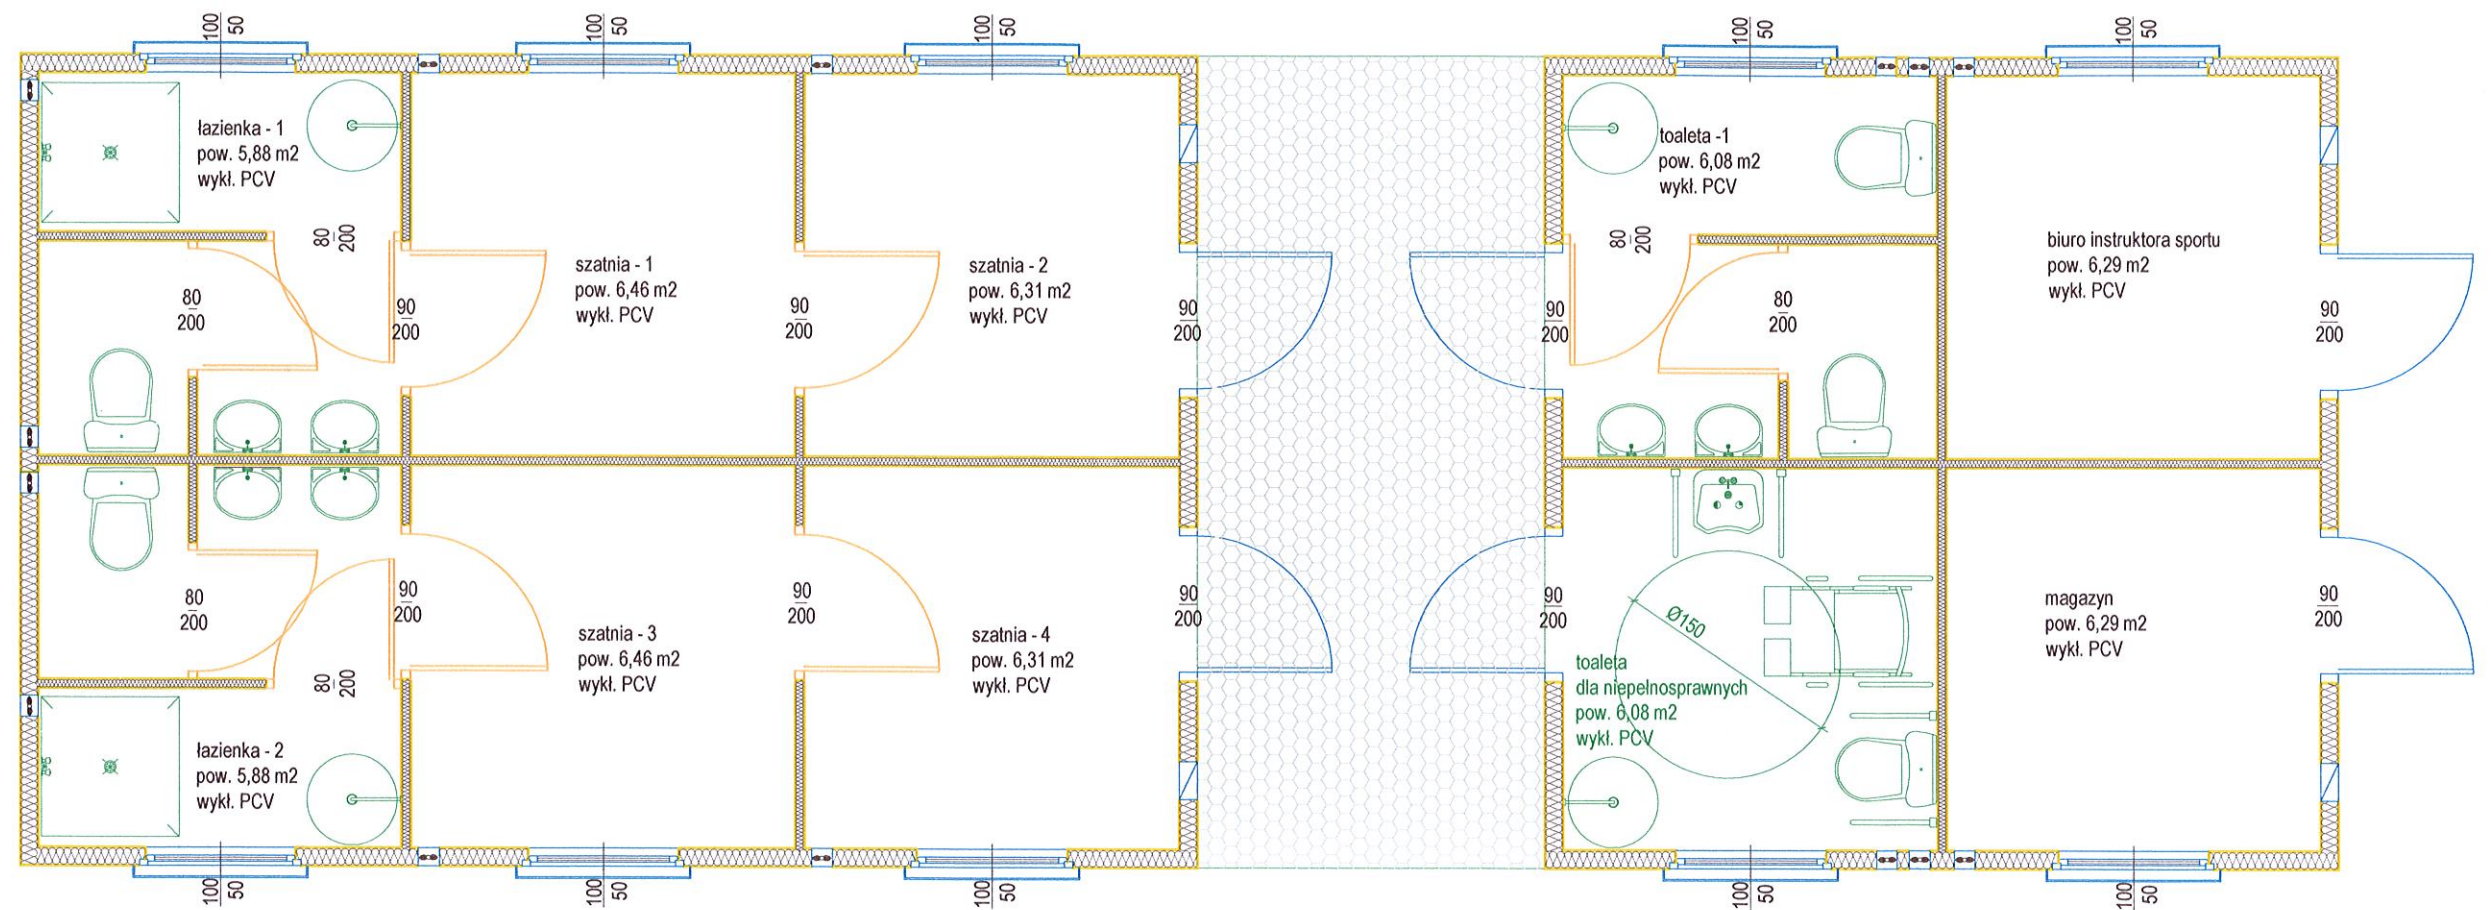 100
50
100
50
100
50
100
50
100
50
łazienka - 1
pow. 5,88 m2
wykł. PCV
80
200
80
200
90
200
szatnia - 1
pow. 6,46 m2
wykł. PCV
90
200
szatnia - 2
pow. 6,31 m2
wykł. PCV
90
200
90
200
toaleta -1
pow. 6,08 m2
wykł. PCV
80
200
80
200
biuro instruktora sportu
pow. 6,29 m2
wykł. PCV
90
200
80
200
90
200
szatnia - 3
pow. 6,46 m2
wykł. PCV
90
200
szatnia - 4
pow. 6,31 m2
wykł. PCV
90
200
90
200
Ø150
toaleta
dla niepełnosprawnych
pow. 6,08 m2
wykł. PCV
magazyn
pow. 6,29 m2
wykł. PCV
90
200
80
200
łazienka - 2
pow. 5,88 m2
wykł. PCV
100
50
100
50
100
50
100
50
100
50